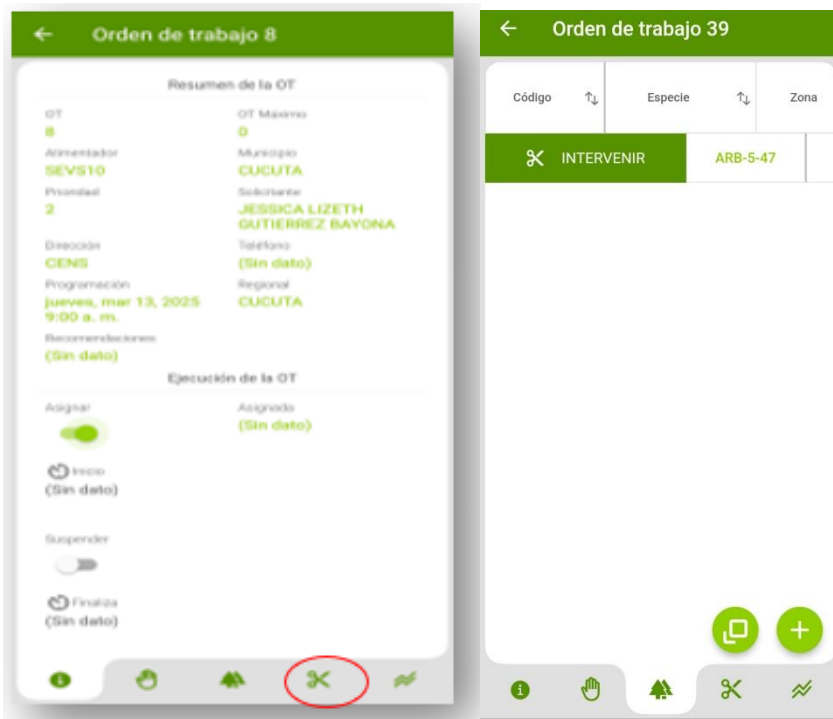 Orden de trabajo 8
Resumen de la OT
OT
OT Máximo
8
0
Alimentador
Municipio
SEVS10
CUCUTA
Prioridad
Solicitante
2
JESSICA LIZETH
GUTIERREZ BAYONA
Dirección
Teléfono
CENS
(Sin dato)
Programación
Regional
jueves, mar 13, 2025
CUCUTA
9:00 a. m.
Recomendaciones
(Sin dato)
Ejecución de la OT
Asignar
Asignado
(Sin dato)
Inicio
(Sin dato)
Suspender
Finaliza
(Sin dato)
Orden de trabajo 39
Código
Especie
Zona
INTERVENIR
ARB-5-47